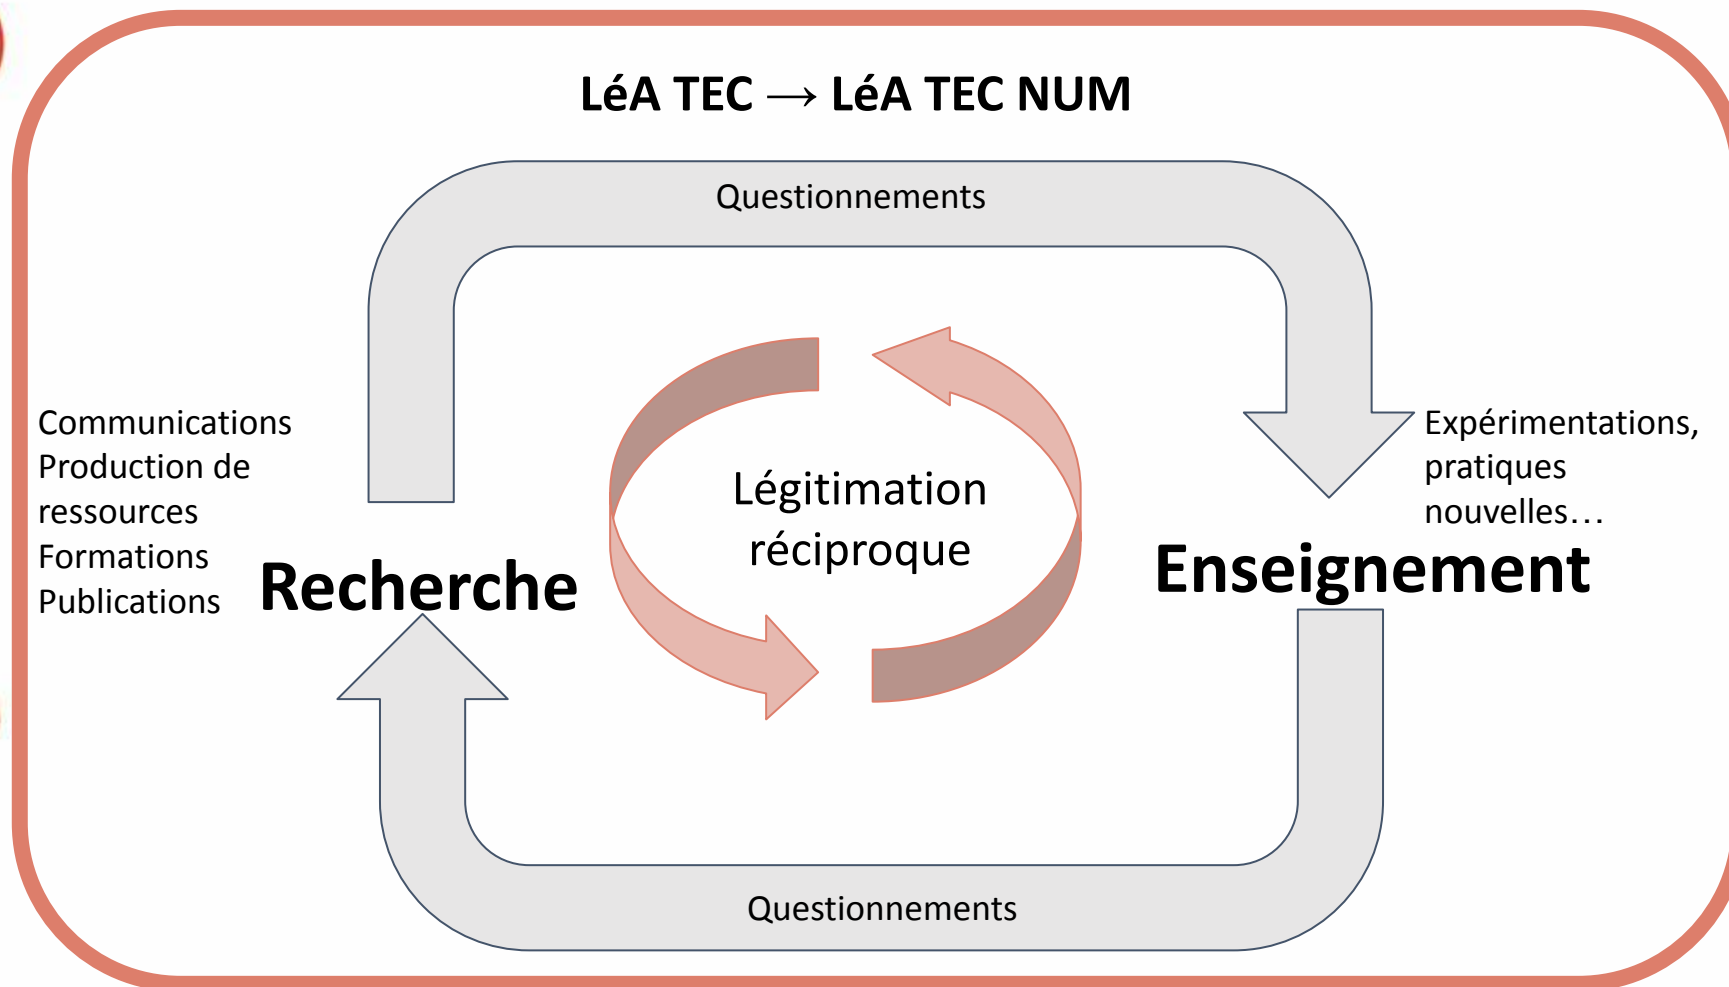 LéA TEC → LéA TEC NUM
Questionnements
Communications
Production de
ressources
Formations
Publications
Recherche
Légitimation
réciproque
Expérimentations,
pratiques
nouvelles…
Enseignement
Questionnements